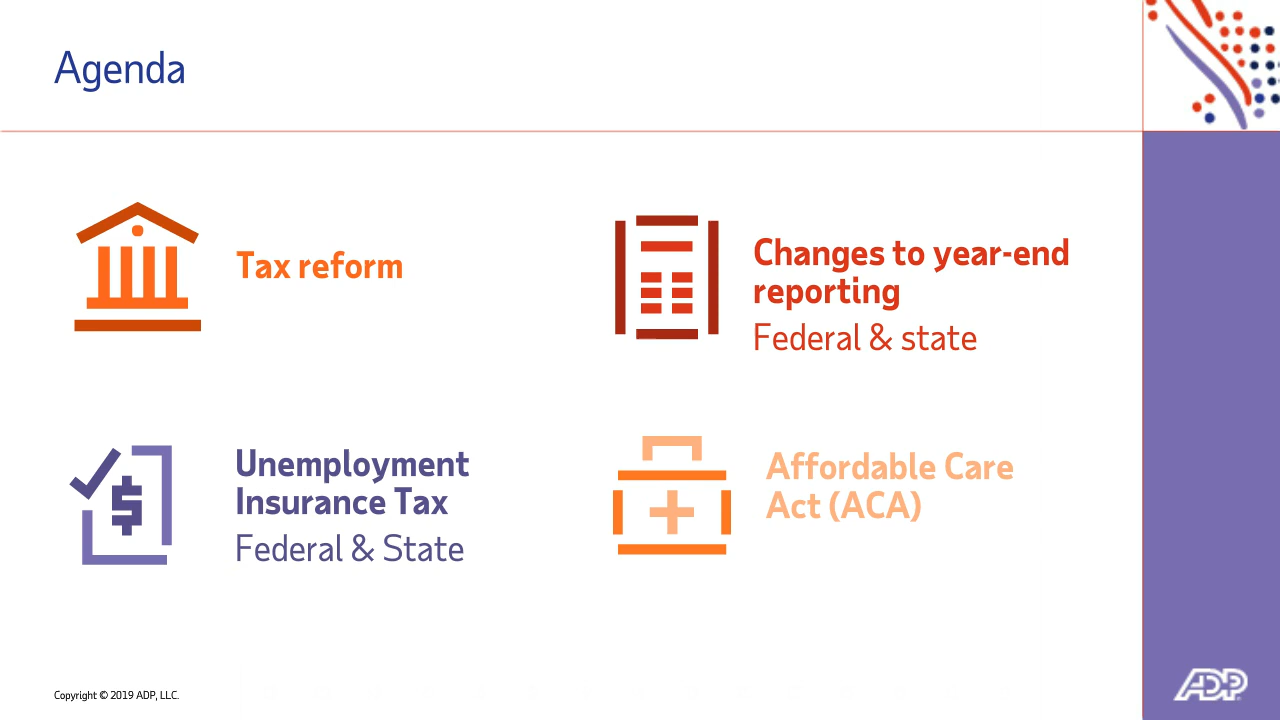 Agenda
Tax reform
Changes to year-end
reporting
Federal & state
Unemployment
Insurance Tax
Federal & State
Affordable Care
Act (ACA)
Copyright © 2019 ADP, LLC.
ADP